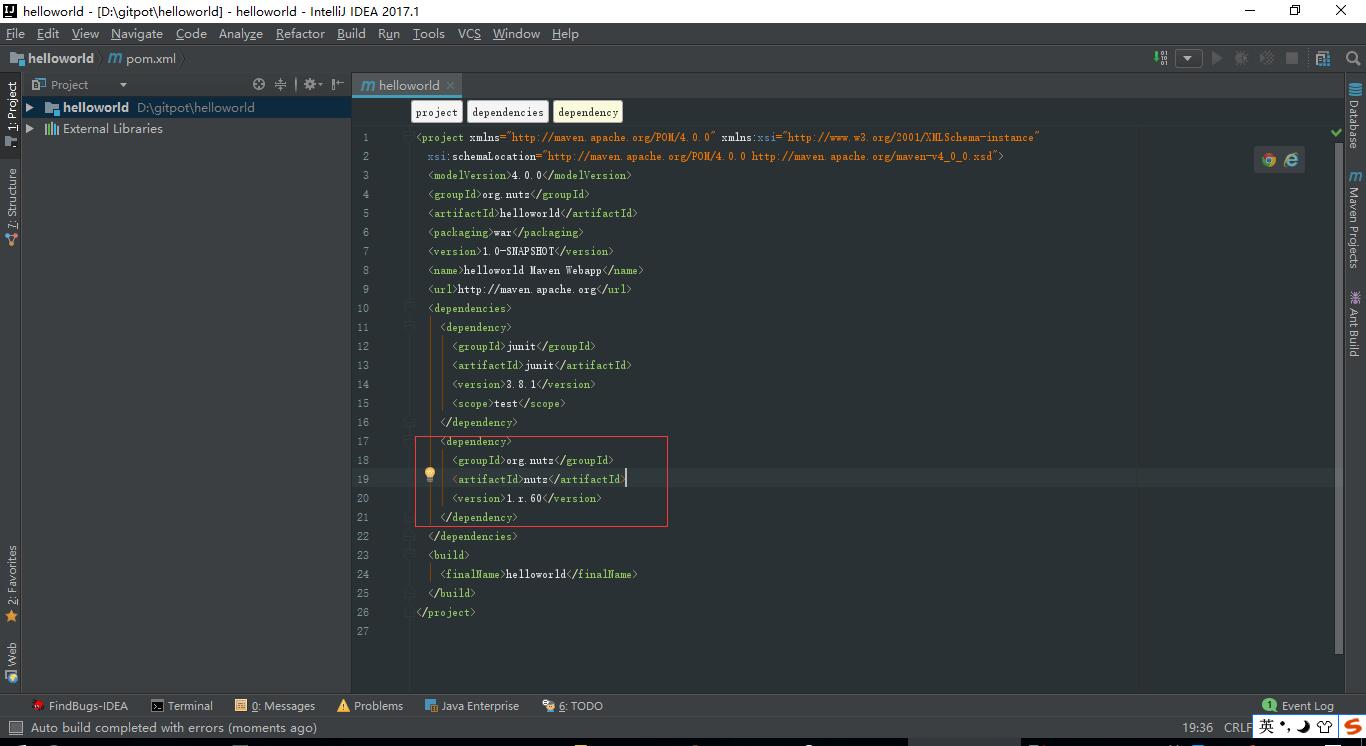 helloworld - [D:\gitpot\helloworld] - helloworld - IntelliJ IDEA 2017.1
File Edit View Navigate Code Analyze Refactor Build Run Tools VCS Window Help
helloworld pom.xml
Project
helloworld
1: Project
7: Structure
2: Favorites
Web
helloworld D:\gitpot\helloworld
External Libraries
project dependencies dependency
1 <project xmlns="http://maven.apache.org/POM/4.0.0" xmlns:xsi="http://www.w3.org/2001/XMLSchema-instance"
2 xsi:schemaLocation="http://maven.apache.org/POM/4.0.0 http://maven.apache.org/maven-v4_0_0.xsd">
3 <modelVersion>4.0.0</modelVersion>
4 <groupId>org.nutz</groupId>
5 <artifactId>helloworld</artifactId>
6 <packaging>war</packaging>
7 <version>1.0-SNAPSHOT</version>
8 <name>helloworld Maven Webapp</name>
9 <url>http://maven.apache.org</url>
10 <dependencies>
11 <dependency>
12 <groupId>junit</groupId>
13 <artifactId>junit</artifactId>
14 <version>3.8.1</version>
15 <scope>test</scope>
16 </dependency>
17 <dependency>
18 <groupId>org.nutz</groupId>
19 <artifactId>nutz</artifactId>
20 <version>1.r.60</version>
21 </dependency>
22 </dependencies>
23 <build>
24 <finalName>helloworld</finalName>
25 </build>
26 </project>
27
Database
Maven Projects
Ant Build
FindBugs-IDEA Terminal 0: Messages Problems Java Enterprise 6: TODO 1 Event Log
Auto build completed with errors (moments ago) 19:36 CRLF 英